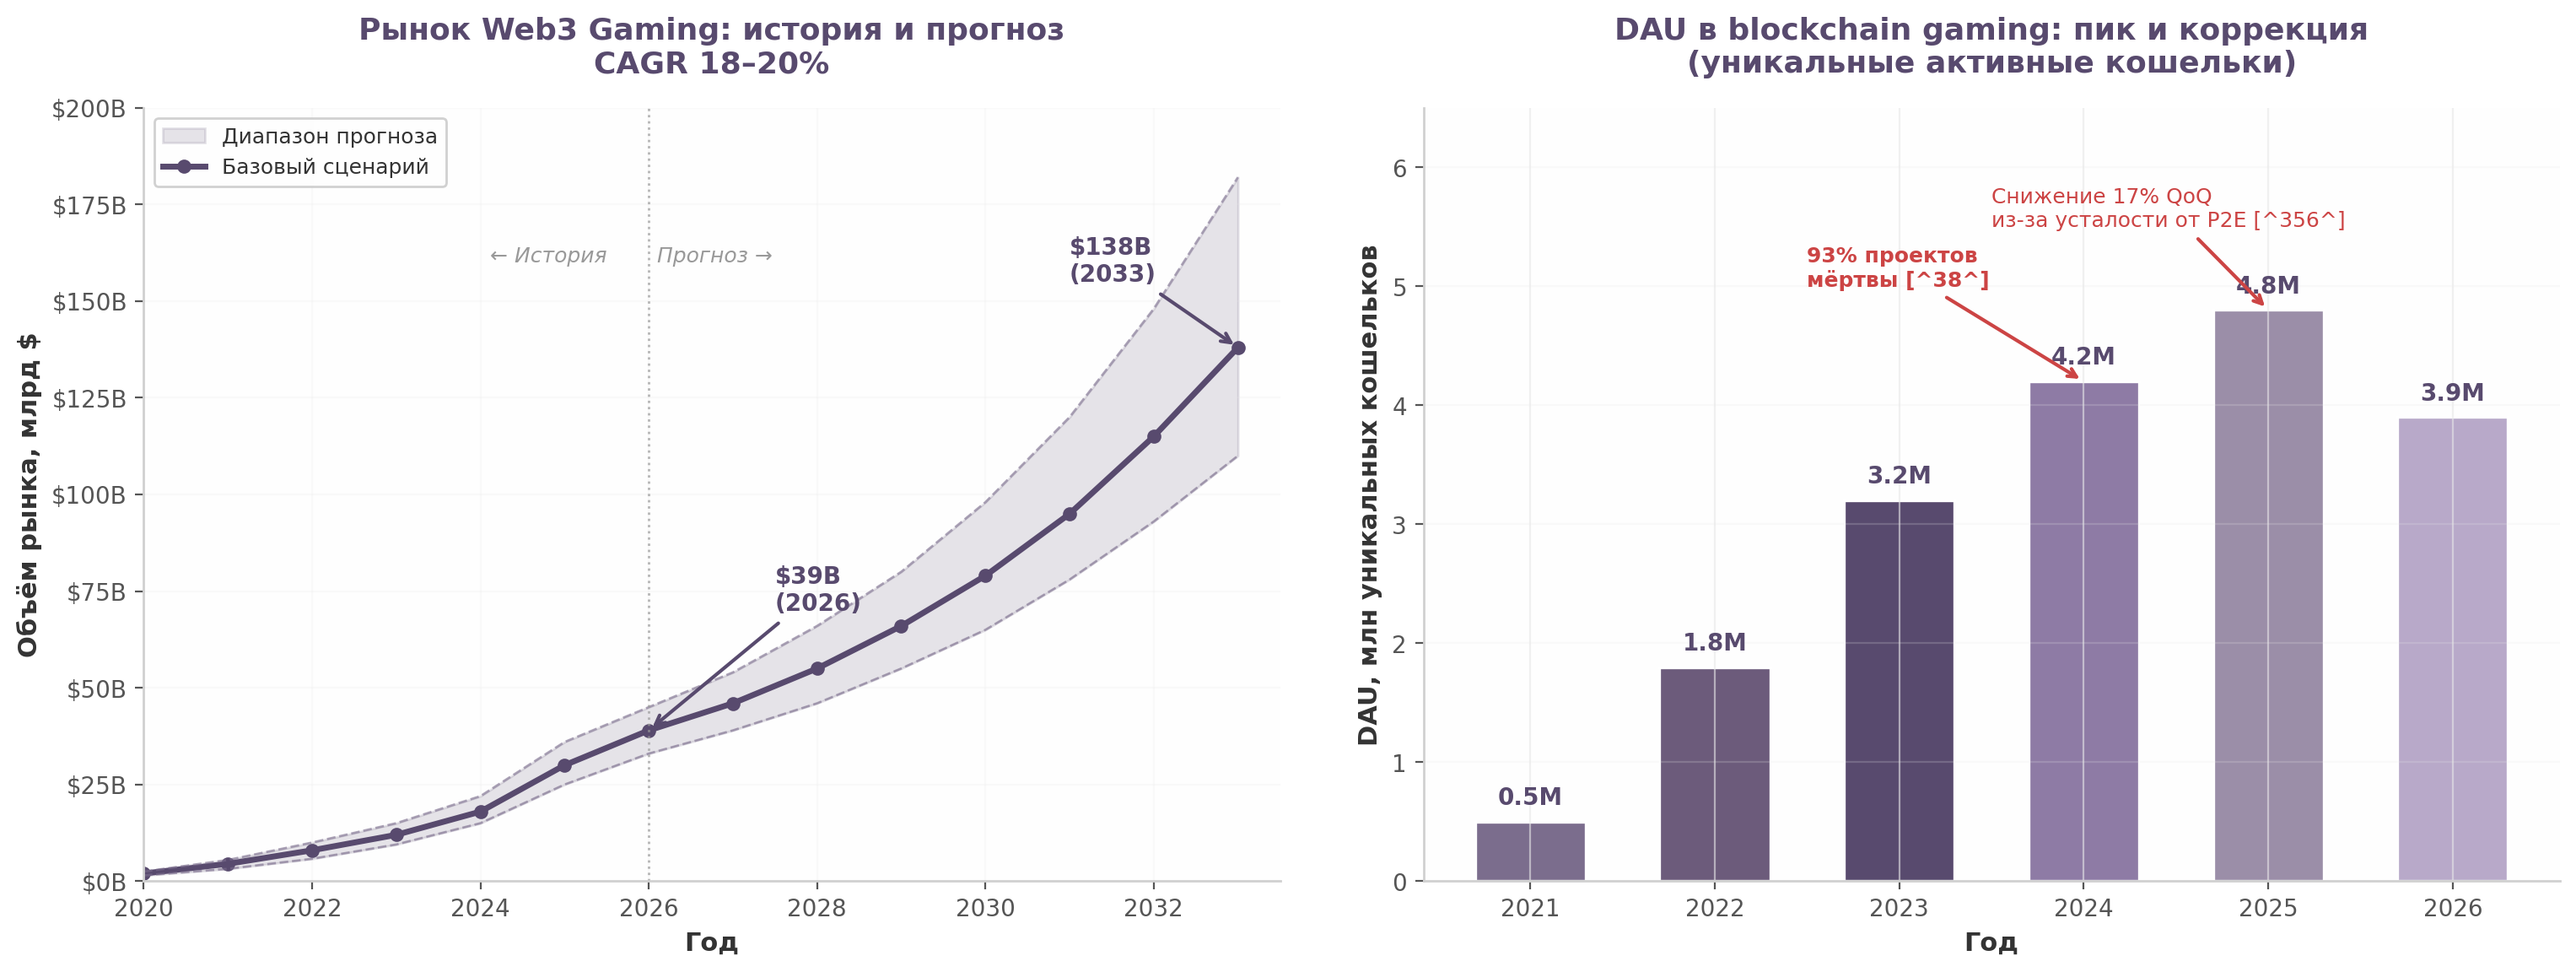 Рынок Web3 Gaming: история и прогноз
CAGR 18–20%
Объём рынка, млрд $
$200B
$175B
$150B
$125B
$100B
$75B
$50B
$25B
$0B
Диапазон прогноза
Базовый сценарий
← История
Прогноз →
$138B
(2033)
$39B
(2026)
2020
2022
2024
2026
2028
2030
2032
Год
DAU в blockchain gaming: пик и коррекция
(уникальные активные кошельки)
DAU, млн уникальных кошельков
6
5
4
3
2
1
0
Снижение 17% QoQ
из-за усталости от P2E [^356^]
93% проектов
мёртвы [^38^]
0.5M
1.8M
3.2M
4.2M
4.8M
3.9M
2021
2022
2023
2024
2025
2026
Год